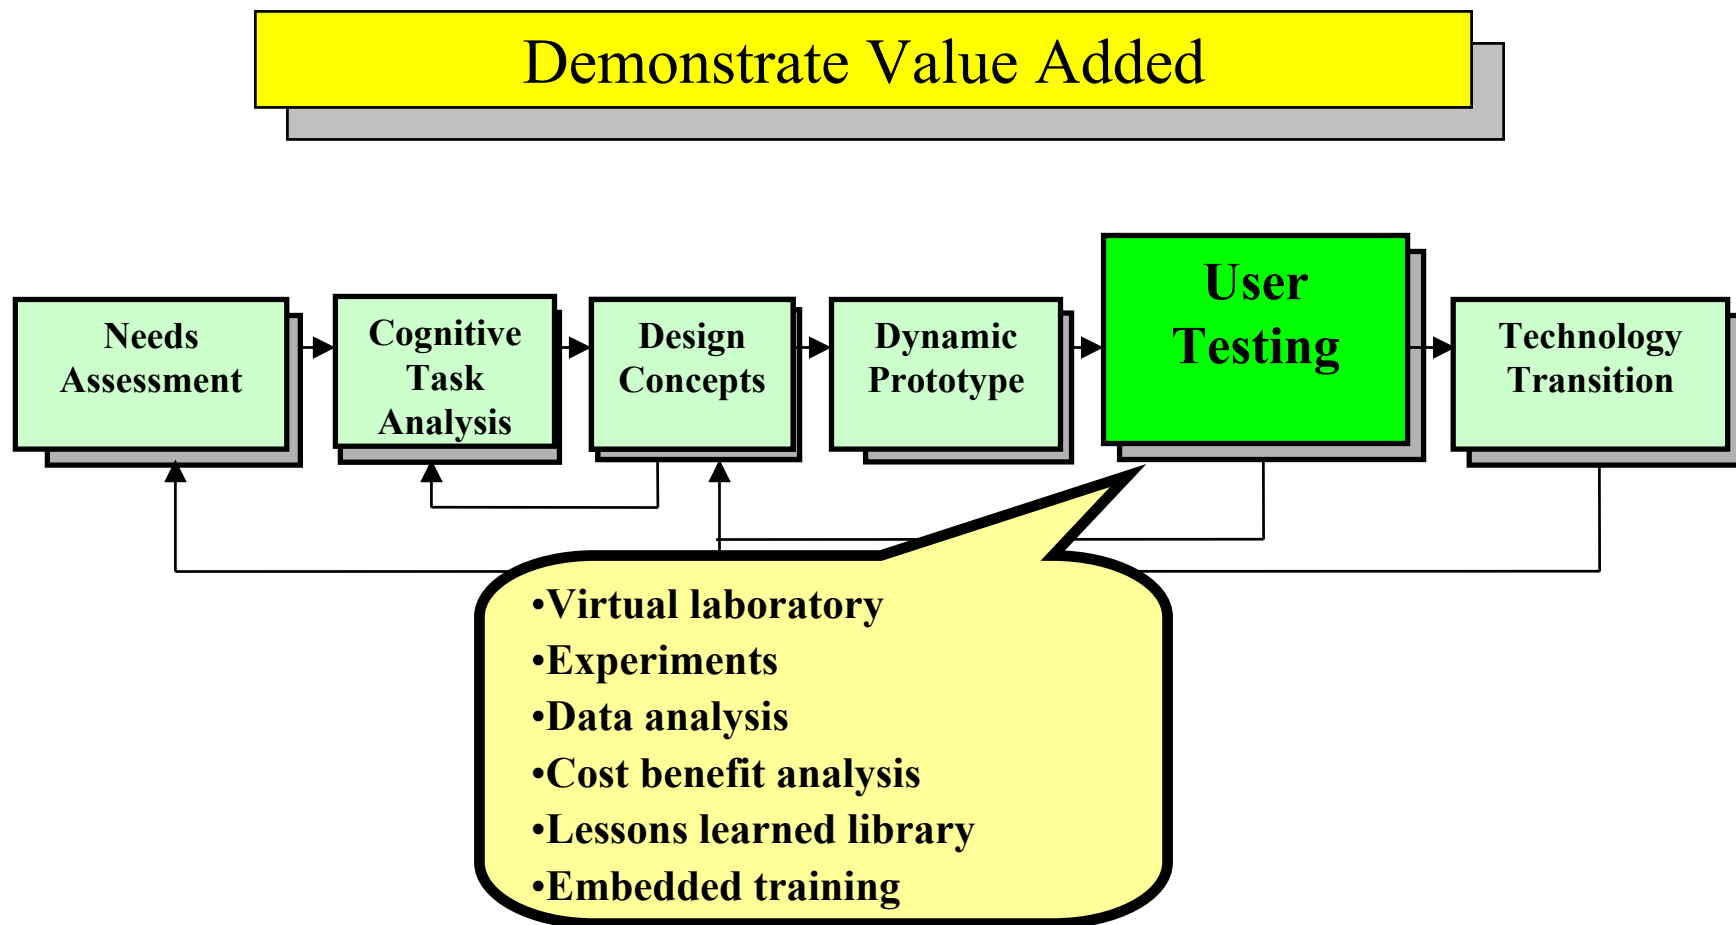 Demonstrate Value Added
Needs
Assessment
Cognitive
Task
Analysis
Design
Concepts
Dynamic
Prototype
User
Testing
Technology
Transition
•Virtual laboratory
•Experiments
•Data analysis
•Cost benefit analysis
•Lessons learned library
•Embedded training